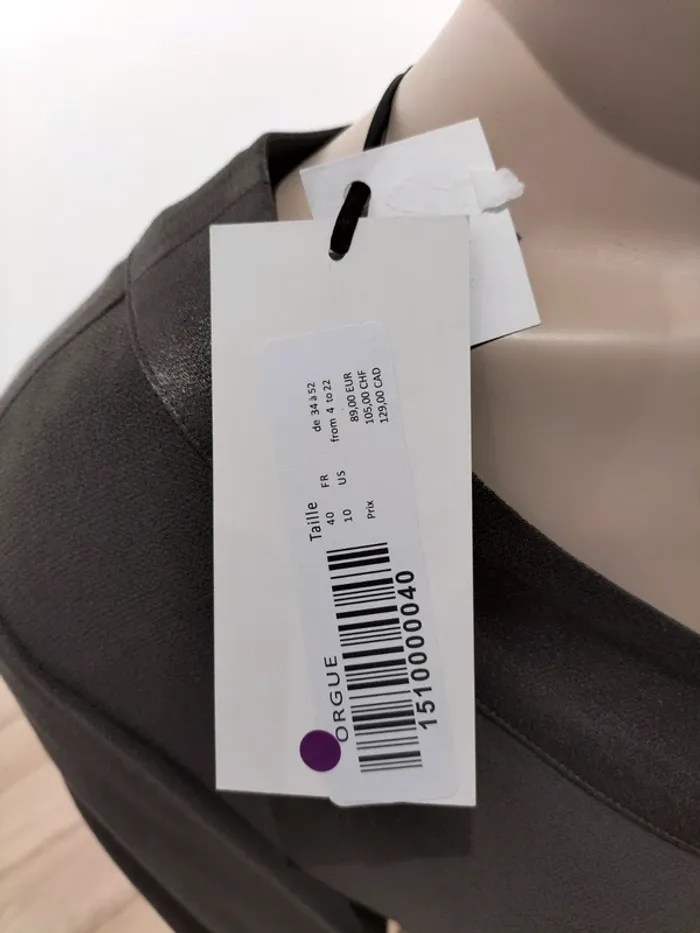 ORGUE
1510000040
Taille
40 FR
10 US
Prix
de 34 à 52
from 4 to 22
89,00 EUR
105,00 CHF
129,00 CAD